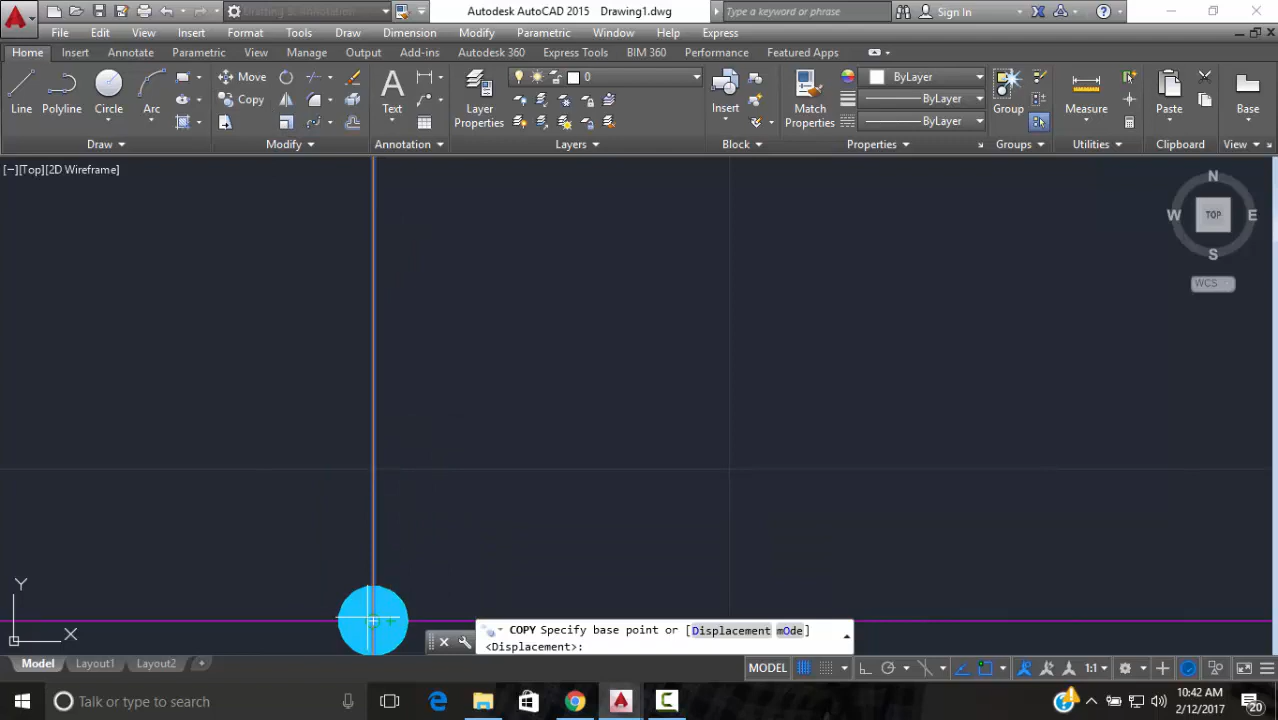 Drafting & Annotation
Autodesk AutoCAD 2015 Drawing1.dwg
Type a keyword or phrase
Sign In
File Edit View Insert Format Tools Draw Dimension Modify Parametric Window Help Express
Home Insert Annotate Parametric View Manage Output Add-ins Autodesk 360 Express Tools BIM 360 Performance Featured Apps
Line Polyline Circle Arc
Move
Copy
Text
Layer Properties
0
Insert
Match Properties
ByLayer
ByLayer
ByLayer
Group
Measure
Paste
Base
Draw Modify Annotation Layers Block Properties Groups Utilities Clipboard View
[−][Top][2D Wireframe]
N
W TOP E
S
WCS
Y
X
COPY Specify base point or [Displacement mOde]
<Displacement>:
Model Layout1 Layout2 +
MODEL 1:1
Talk or type to me
10:42 AM
2/12/2017
20